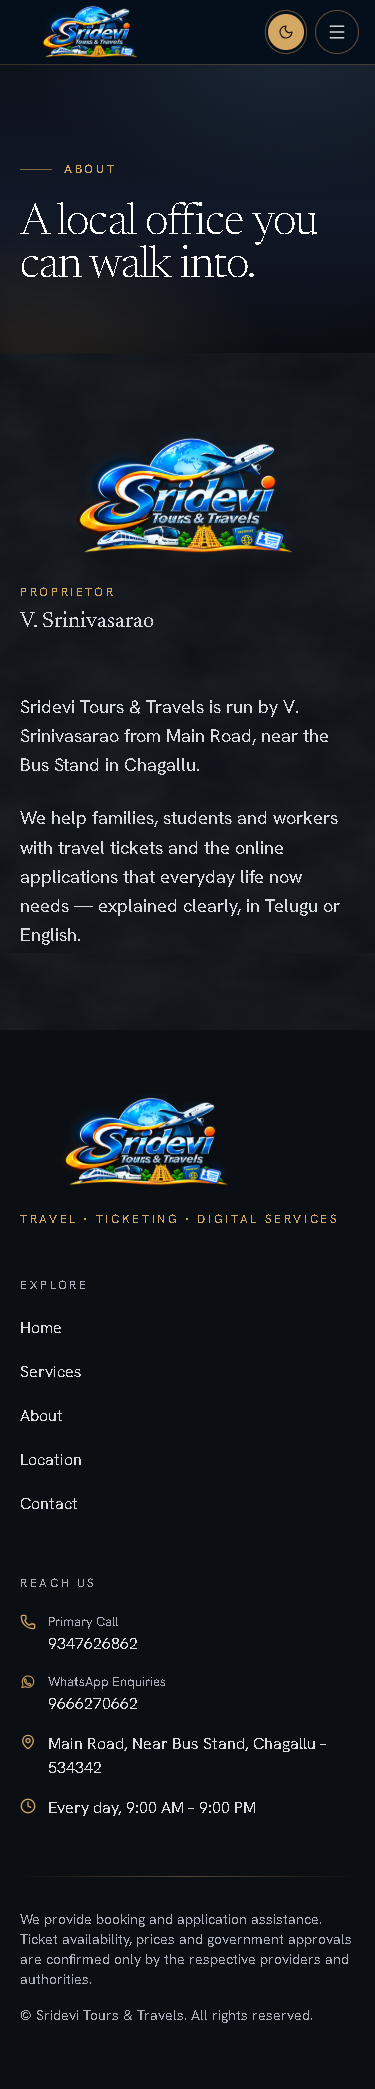 Sridevi
Tours & Travels
ABOUT
A local office you
can walk into.
Sridevi
Tours & Travels
PROPRIETOR
V. Srinivasarao
Sridevi Tours & Travels is run by V.
Srinivasarao from Main Road, near the
Bus Stand in Chagallu.
We help families, students and workers
with travel tickets and the online
applications that everyday life now
needs — explained clearly, in Telugu or
English.
Sridevi
Tours & Travels
TRAVEL • TICKETING • DIGITAL SERVICES
EXPLORE
Home
Services
About
Location
Contact
REACH US
Primary Call
9347626862
WhatsApp Enquiries
9666270662
Main Road, Near Bus Stand, Chagallu –
534342
Every day, 9:00 AM – 9:00 PM
We provide booking and application assistance.
Ticket availability, prices and government approvals
are confirmed only by the respective providers and
authorities.
© Sridevi Tours & Travels. All rights reserved.